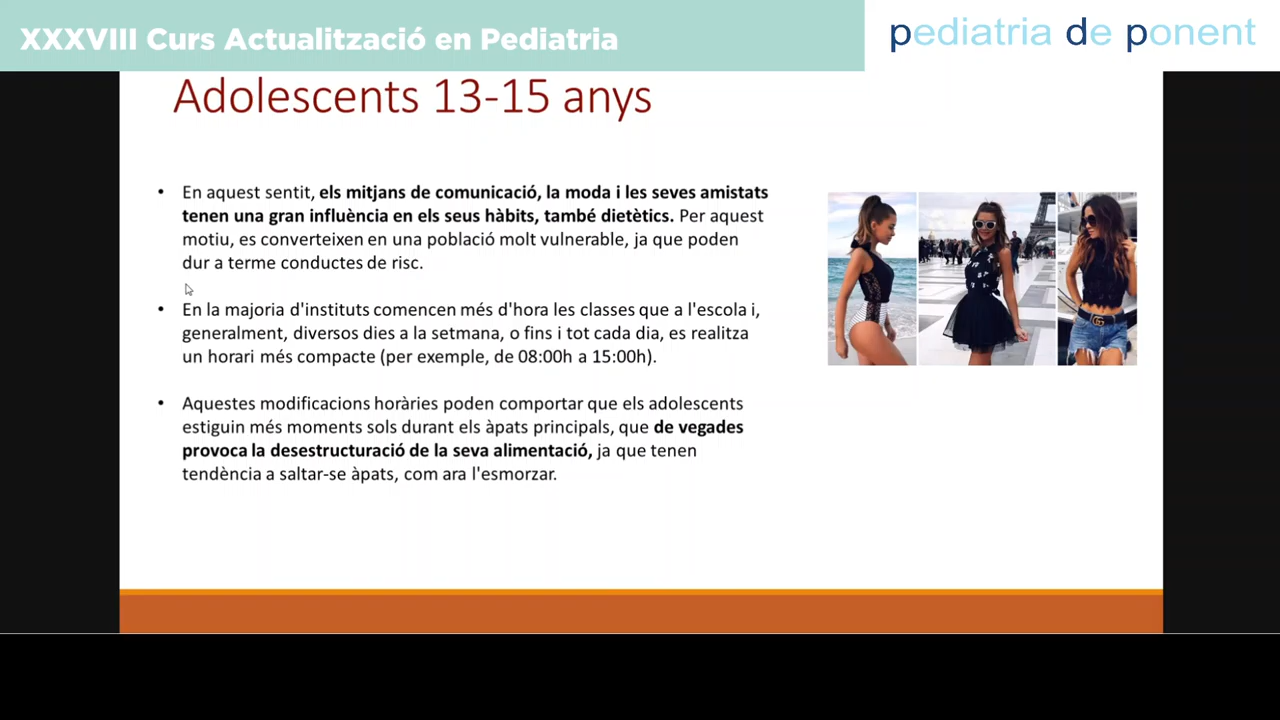 XXXVIII Curs Actualització en Pediatria
pediatria de ponent
Adolescents 13-15 anys
• En aquest sentit, els mitjans de comunicació, la moda i les seves amistats
tenen una gran influència en els seus hàbits, també dietètics. Per aquest
motiu, es converteixen en una població molt vulnerable, ja que poden
dur a terme conductes de risc.
• En la majoria d'instituts comencen més d'hora les classes que a l'escola i,
generalment, diversos dies a la setmana, o fins i tot cada dia, es realitza
un horari més compacte (per exemple, de 08:00h a 15:00h).
• Aquestes modificacions horàries poden comportar que els adolescents
estiguin més moments sols durant els àpats principals, que de vegades
provoca la desestructuració de la seva alimentació, ja que tenen
tendència a saltar-se àpats, com ara l'esmorzar.